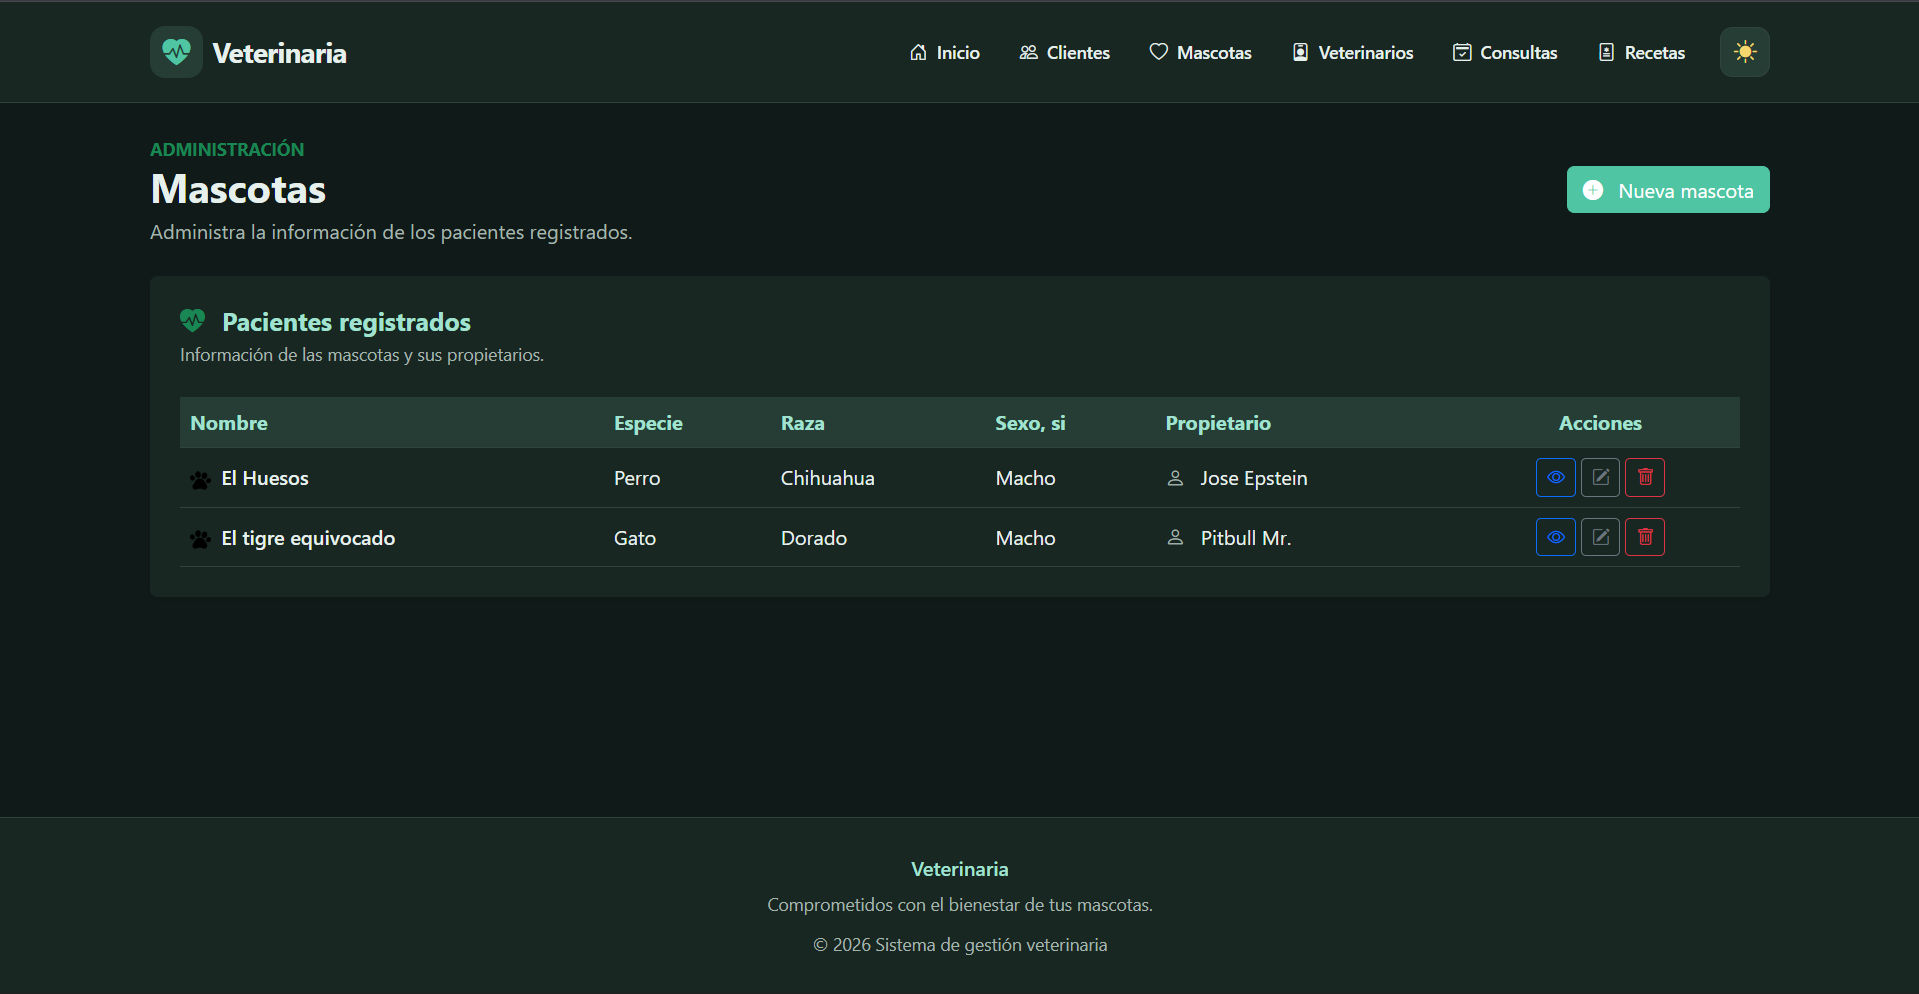 Veterinaria
Inicio Clientes Mascotas Veterinarios Consultas Recetas
ADMINISTRACIÓN
Mascotas
Administra la información de los pacientes registrados.
Nueva mascota
Pacientes registrados
Información de las mascotas y sus propietarios.
Nombre Especie Raza Sexo, si Propietario Acciones
El Huesos Perro Chihuahua Macho Jose Epstein
El tigre equivocado Gato Dorado Macho Pitbull Mr.
Veterinaria
Comprometidos con el bienestar de tus mascotas.
© 2026 Sistema de gestión veterinaria